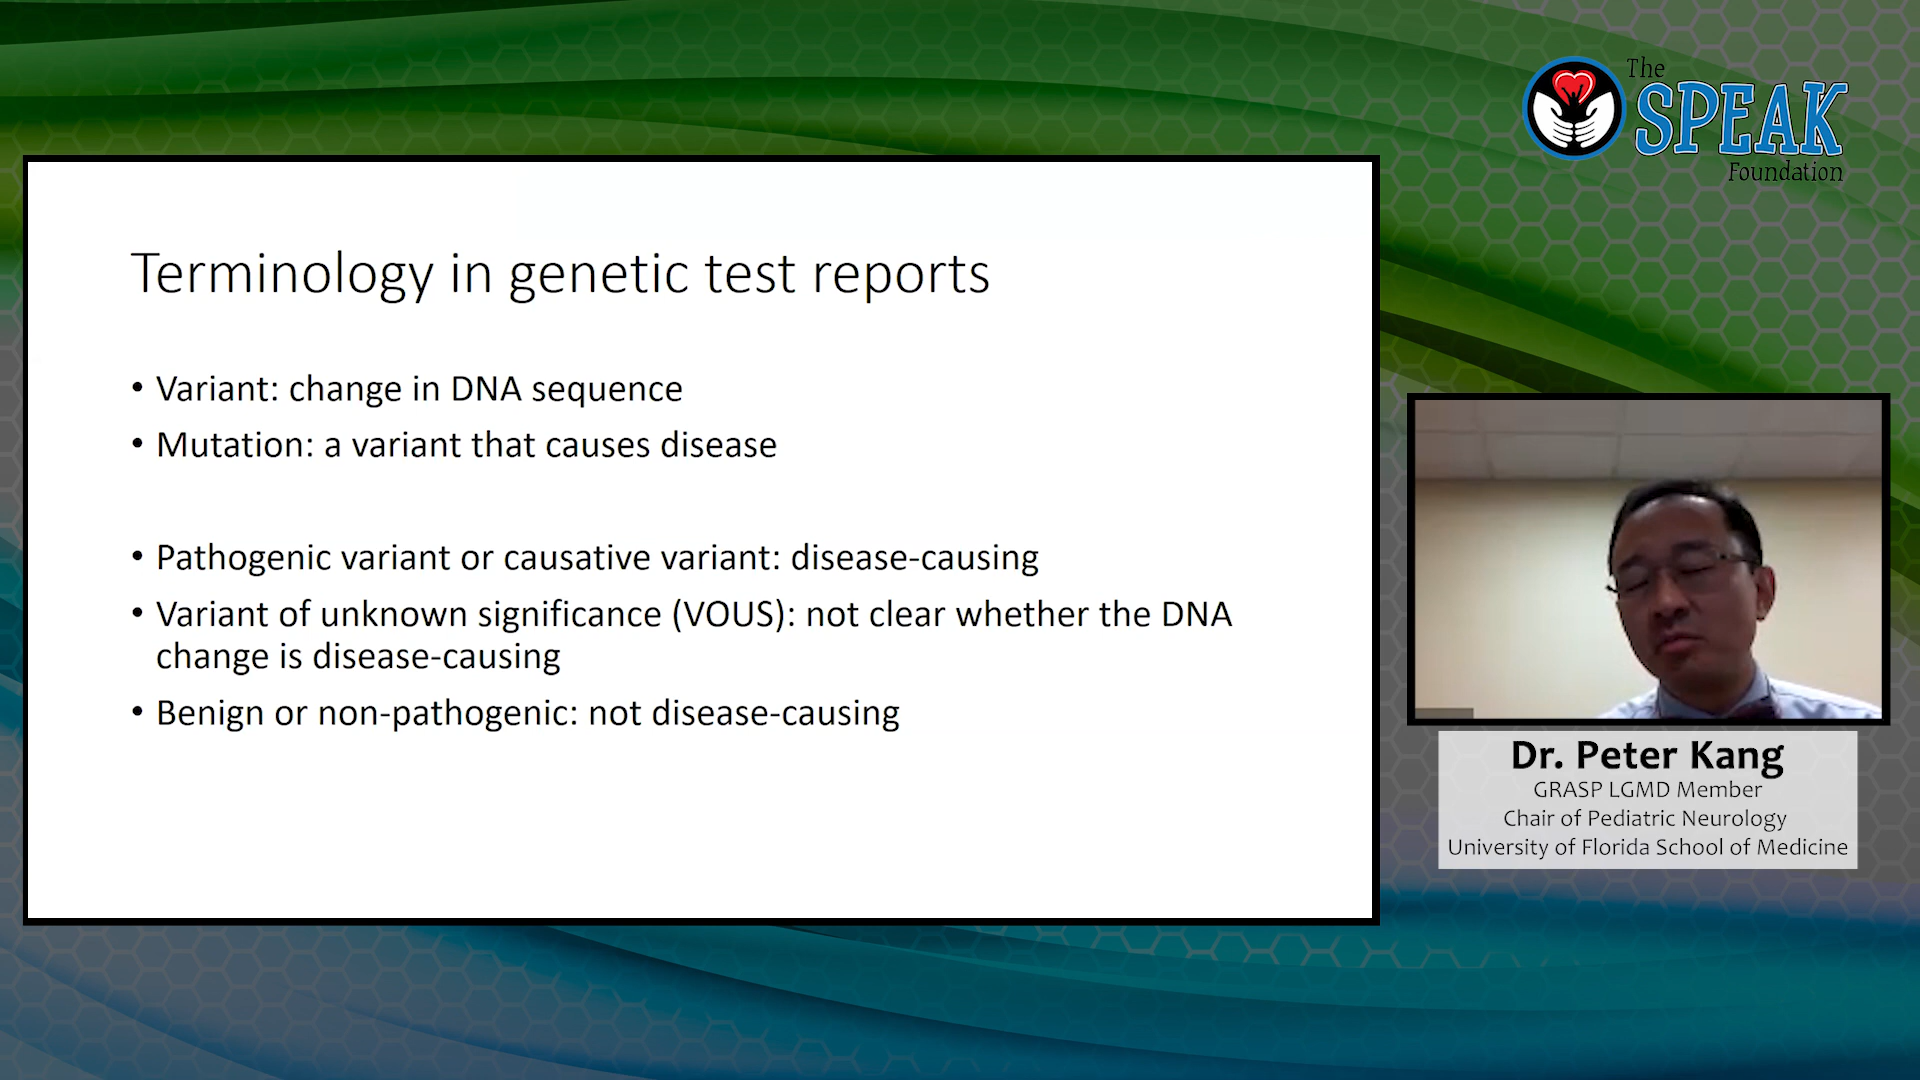 The
SPEAK
Foundation
Terminology in genetic test reports
• Variant: change in DNA sequence
• Mutation: a variant that causes disease
• Pathogenic variant or causative variant: disease-causing
• Variant of unknown significance (VOUS): not clear whether the DNA
change is disease-causing
• Benign or non-pathogenic: not disease-causing
Dr. Peter Kang
GRASP LGMD Member
Chair of Pediatric Neurology
University of Florida School of Medicine